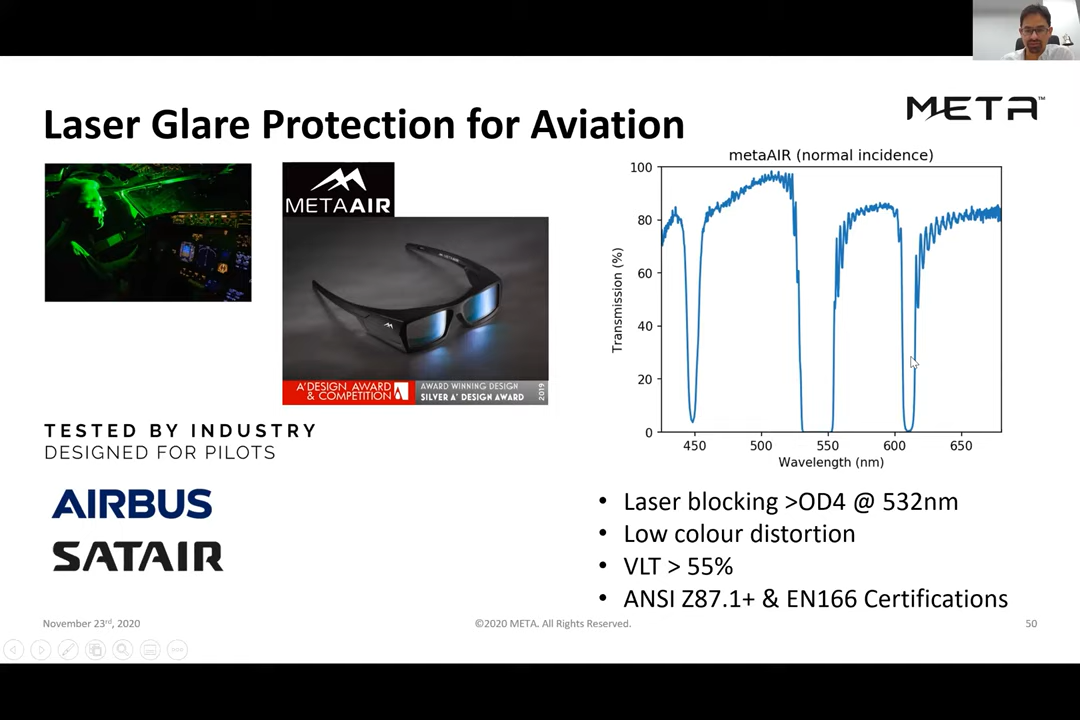 Laser Glare Protection for Aviation
META™
METAAIR
A'DESIGN AWARD
& COMPETITION
AWARD WINNING DESIGN
SILVER A' DESIGN AWARD
2019
metaAIR (normal incidence)
100
80
60
40
20
0
Transmission (%)
450
500
550
600
650
Wavelength (nm)
TESTED BY INDUSTRY
DESIGNED FOR PILOTS
AIRBUS
SATAIR
• Laser blocking >OD4 @ 532nm
• Low colour distortion
• VLT > 55%
• ANSI Z87.1+ & EN166 Certifications
November 23rd, 2020
©2020 META. All Rights Reserved.
50